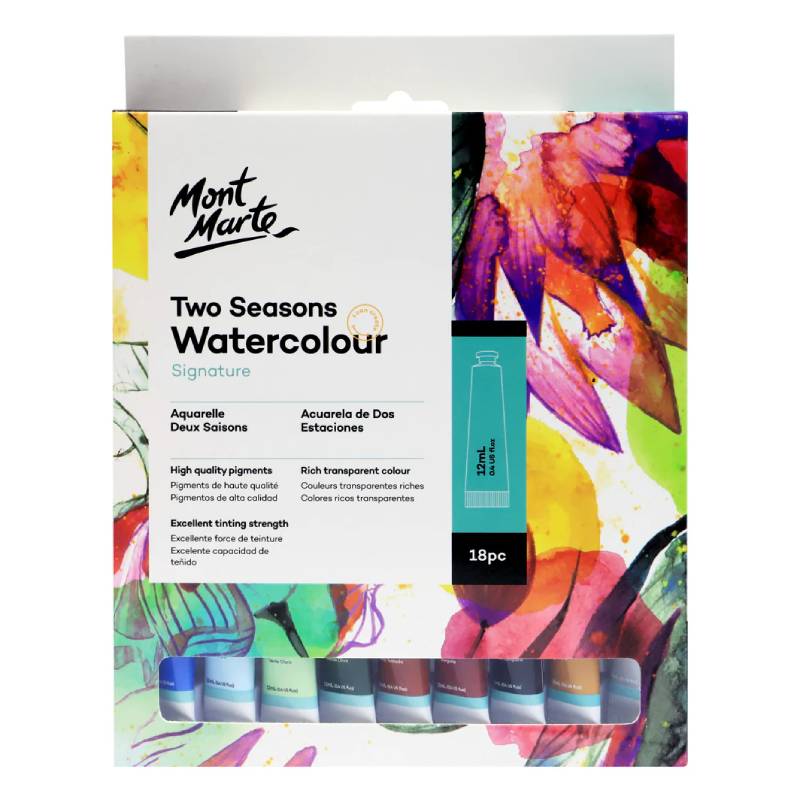 Mont
Marte
Two Seasons
Watercolour
Signature
Aquarelle
Deux Saisons
Acuarela de Dos
Estaciones
High quality pigments
Pigments de haute qualité
Pigmentos de alta calidad
Rich transparent colour
Couleurs transparentes riches
Colores ricos transparentes
Excellent tinting strength
Excellente force de teinture
Excelente capacidad de
teñido
12mL
0.4 US fl.oz
18pc